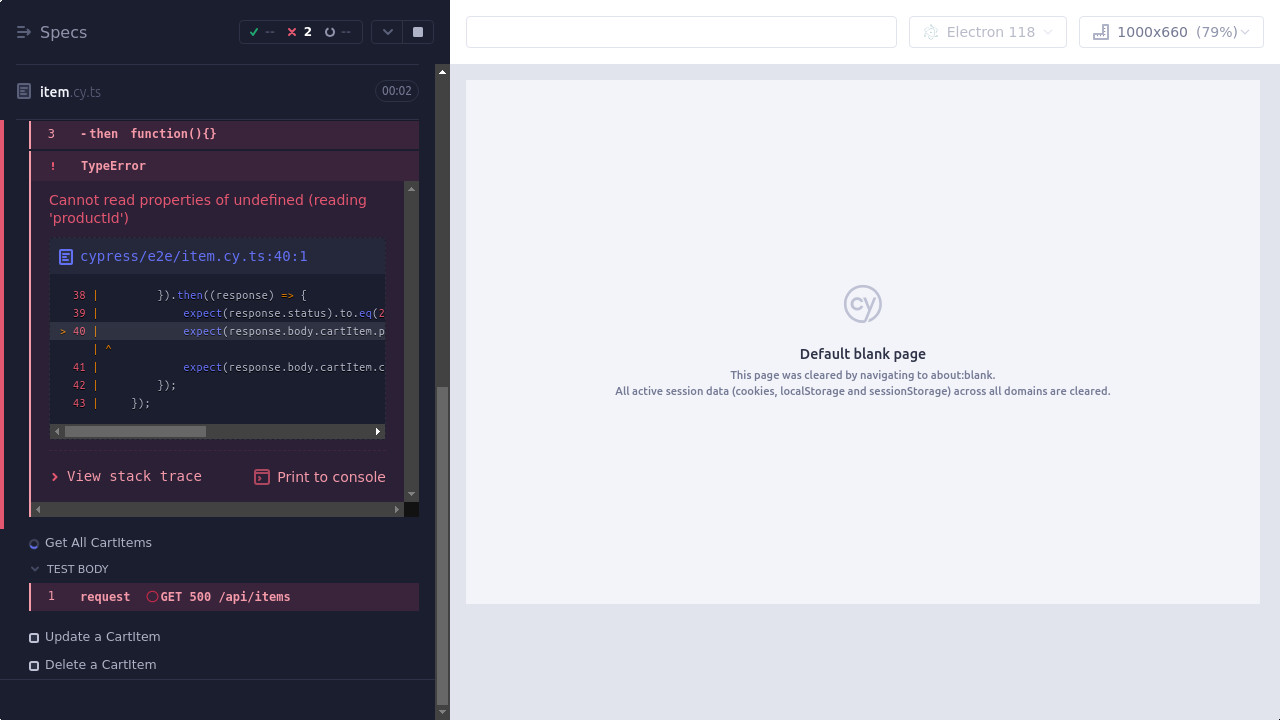 Specs
--
2
--
Electron 118
1000x660 (79%)
item.cy.ts
00:02
3 -then function(){}
! TypeError
Cannot read properties of undefined (reading
'productId')
cypress/e2e/item.cy.ts:40:1
38 | }).then((response) => {
39 | expect(response.status).to.eq(2
> 40 | expect(response.body.cartItem.p
| ^
41 | expect(response.body.cartItem.c
42 | });
43 | });
View stack trace
Print to console
Get All CartItems
TEST BODY
1 request GET 500 /api/items
Update a CartItem
Delete a CartItem
cy
Default blank page
This page was cleared by navigating to about:blank.
All active session data (cookies, localStorage and sessionStorage) across all domains are cleared.